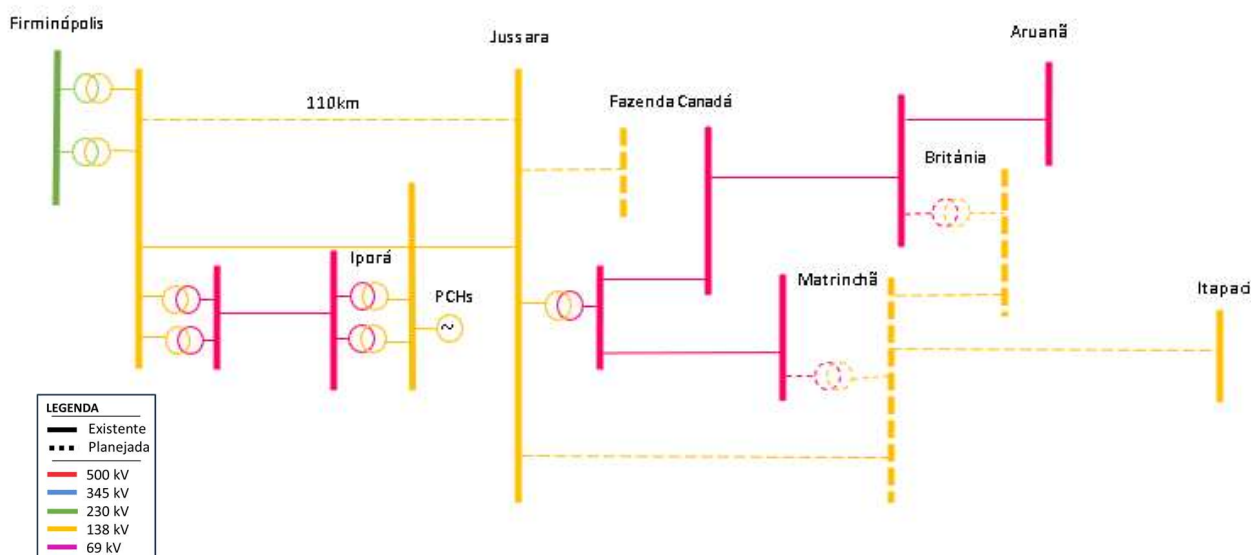 Firminópolis
Jussara
Aruanã
110km
Fazenda Canadá
Britânia
Iporá
PCHs
~
Matrinchã
Itapaci
LEGENDA
Existente
Planejada
500 kV
345 kV
230 kV
138 kV
69 kV